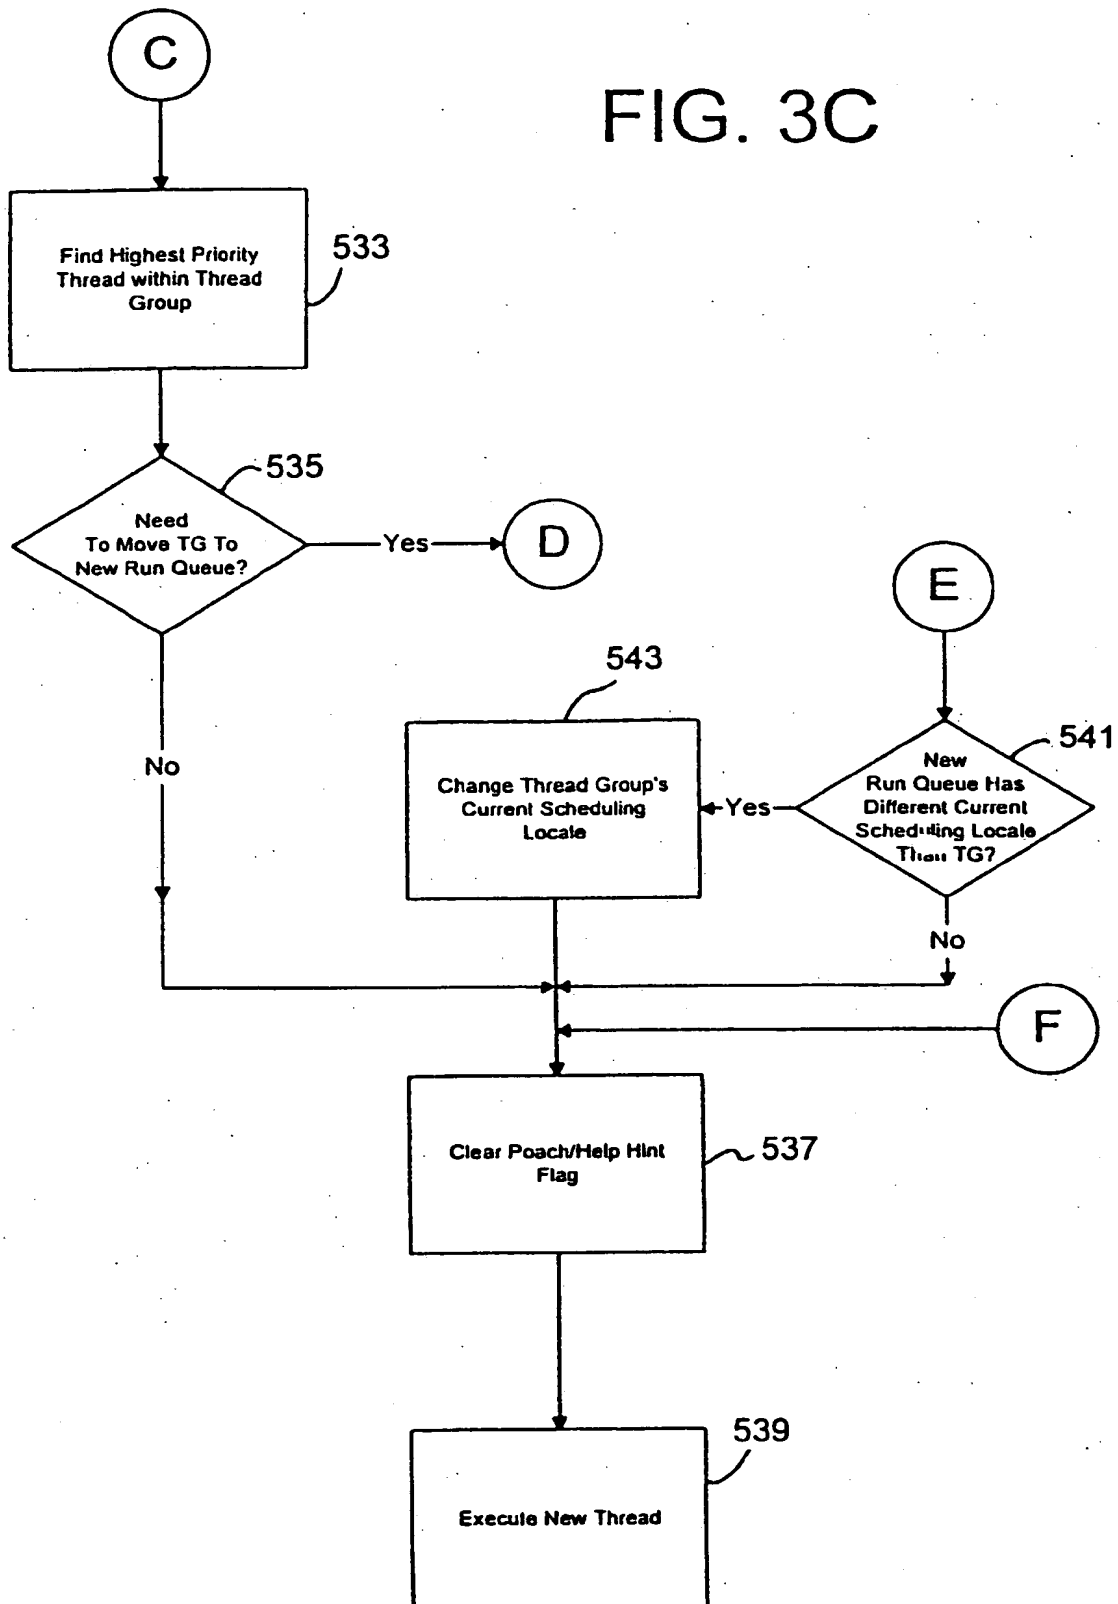 C
FIG. 3C
Find Highest Priority
Thread within Thread
Group
533
535
Need
To Move TG To
New Run Queue?
Yes
D
E
No
543
Change Thread Group's
Current Scheduling
Locale
Yes
541
New
Run Queue Has
Different Current
Scheduling Locale
Than TG?
No
F
Clear Poach/Help Hint
Flag
537
539
Execute New Thread